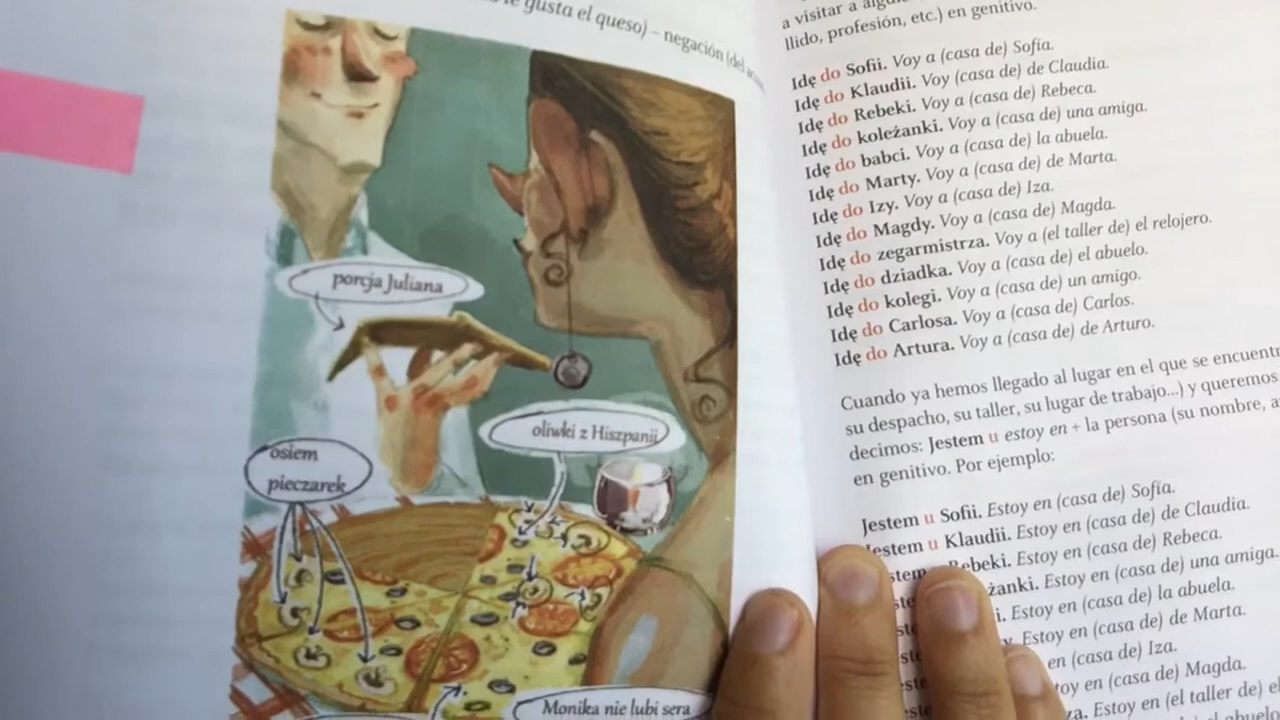 gusta el queso) – negación (del
porcja Juliana
oliwki z Hiszpanii
osiem
pieczarek
Monika nie lubi sera
a visitar a
llido, profesión, etc.) en genitivo.
Idę do Sofii. Voy a (casa de) Sofía.
Idę do Klaudii. Voy a (casa de) de Claudia.
Idę do Rebeki. Voy a (casa de) Rebeca.
Idę do koleżanki. Voy a (casa de) una amiga.
Idę do babci. Voy a (casa de) la abuela.
Idę do Marty. Voy a (casa de) de Marta.
Idę do Izy. Voy a (casa de) Iza.
Idę do Magdy. Voy a (casa de) Magda.
Idę do zegarmistrza. Voy a (el taller de) el relojero.
Idę do dziadka. Voy a (casa de) el abuelo.
Idę do kolegi. Voy a (casa de) un amigo.
Idę do Carlosa. Voy a (casa de) Carlos.
Idę do Artura. Voy a (casa de) de Arturo.
Cuando ya hemos llegado al lugar en el que se encuentr
su despacho, su taller, su lugar de trabajo...) y queremos
decimos: Jestem u estoy en + la persona (su nombre, a
en genitivo. Por ejemplo:
Jestem u Sofii. Estoy en (casa de) Sofía.
Jestem u Klaudii. Estoy en (casa de) de Claudia.
Rebeki. Estoy en (casa de) Rebeca.
żanki. Estoy en (casa de) una amiga.
i. Estoy en (casa de) la abuela.
y. Estoy en (casa de) de Marta.
en (casa de) Iza.
toy en (casa de) Magda.
za. Estoy en (el taller de) el
abuelo